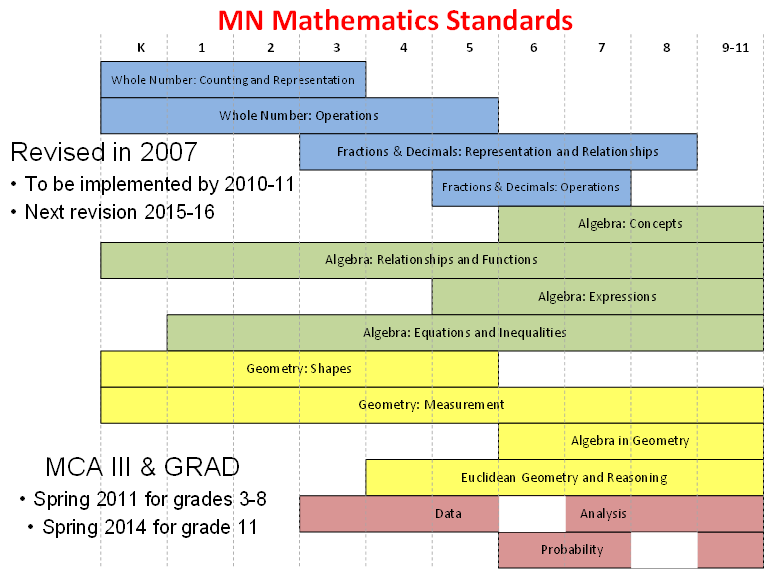 MN Mathematics Standards
K 1 2 3 4 5 6 7 8 9-11
Whole Number: Counting and Representation
Whole Number: Operations
Revised in 2007
• To be implemented by 2010-11
• Next revision 2015-16
Fractions & Decimals: Representation and Relationships
Fractions & Decimals: Operations
Algebra: Concepts
Algebra: Relationships and Functions
Algebra: Expressions
Algebra: Equations and Inequalities
Geometry: Shapes
Geometry: Measurement
Algebra in Geometry
Euclidean Geometry and Reasoning
MCA III & GRAD
• Spring 2011 for grades 3-8
• Spring 2014 for grade 11
Data Analysis
Probability